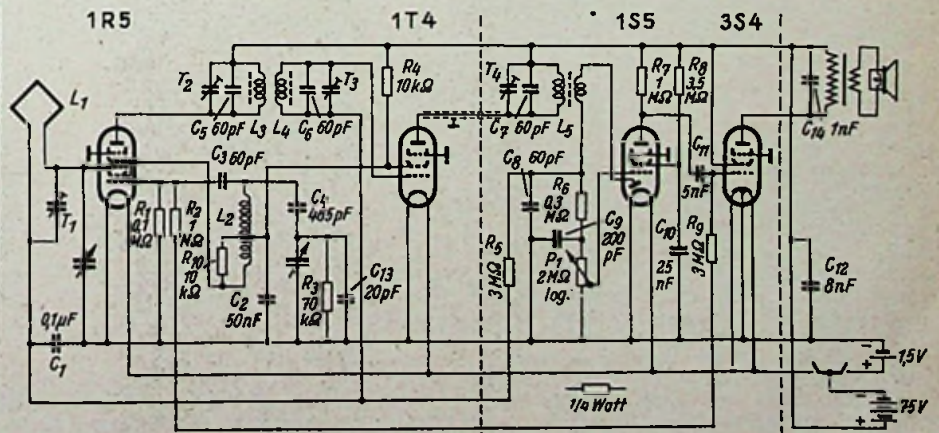 1R5
1T4
1S5
3S4
L1
T1
T2
C5 60pF
L3
L4
C6 60pF
T3
R4
10kΩ
T4
C7 60pF
L5
R7
1
MΩ
R8
3,5
MΩ
C11
5nF
C14 1nF
C3 60pF
C4
465pF
C8 60pF
R6
0,3
MΩ
C9
200
pF
R1
0,1
MΩ
R2
1
MΩ
L2
R10
10
kΩ
C2
50nF
R3
70
kΩ
C13
20pF
R5
3MΩ
P1
2MΩ
log.
C10
25
nF
R9
3MΩ
C12
8nF
0,1µF
C1
1/4 Watt
-
+
1,5V
-
+
75V